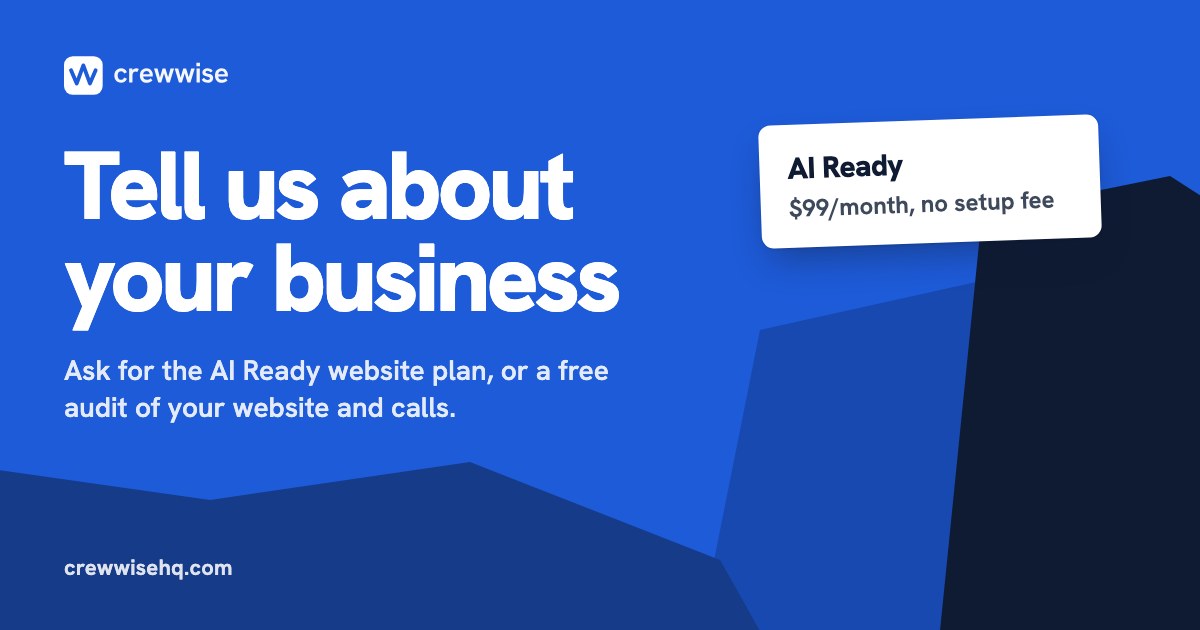 crewwise
Tell us about
your business
Ask for the AI Ready website plan, or a free
audit of your website and calls.
AI Ready
$99/month, no setup fee
crewwisehq.com